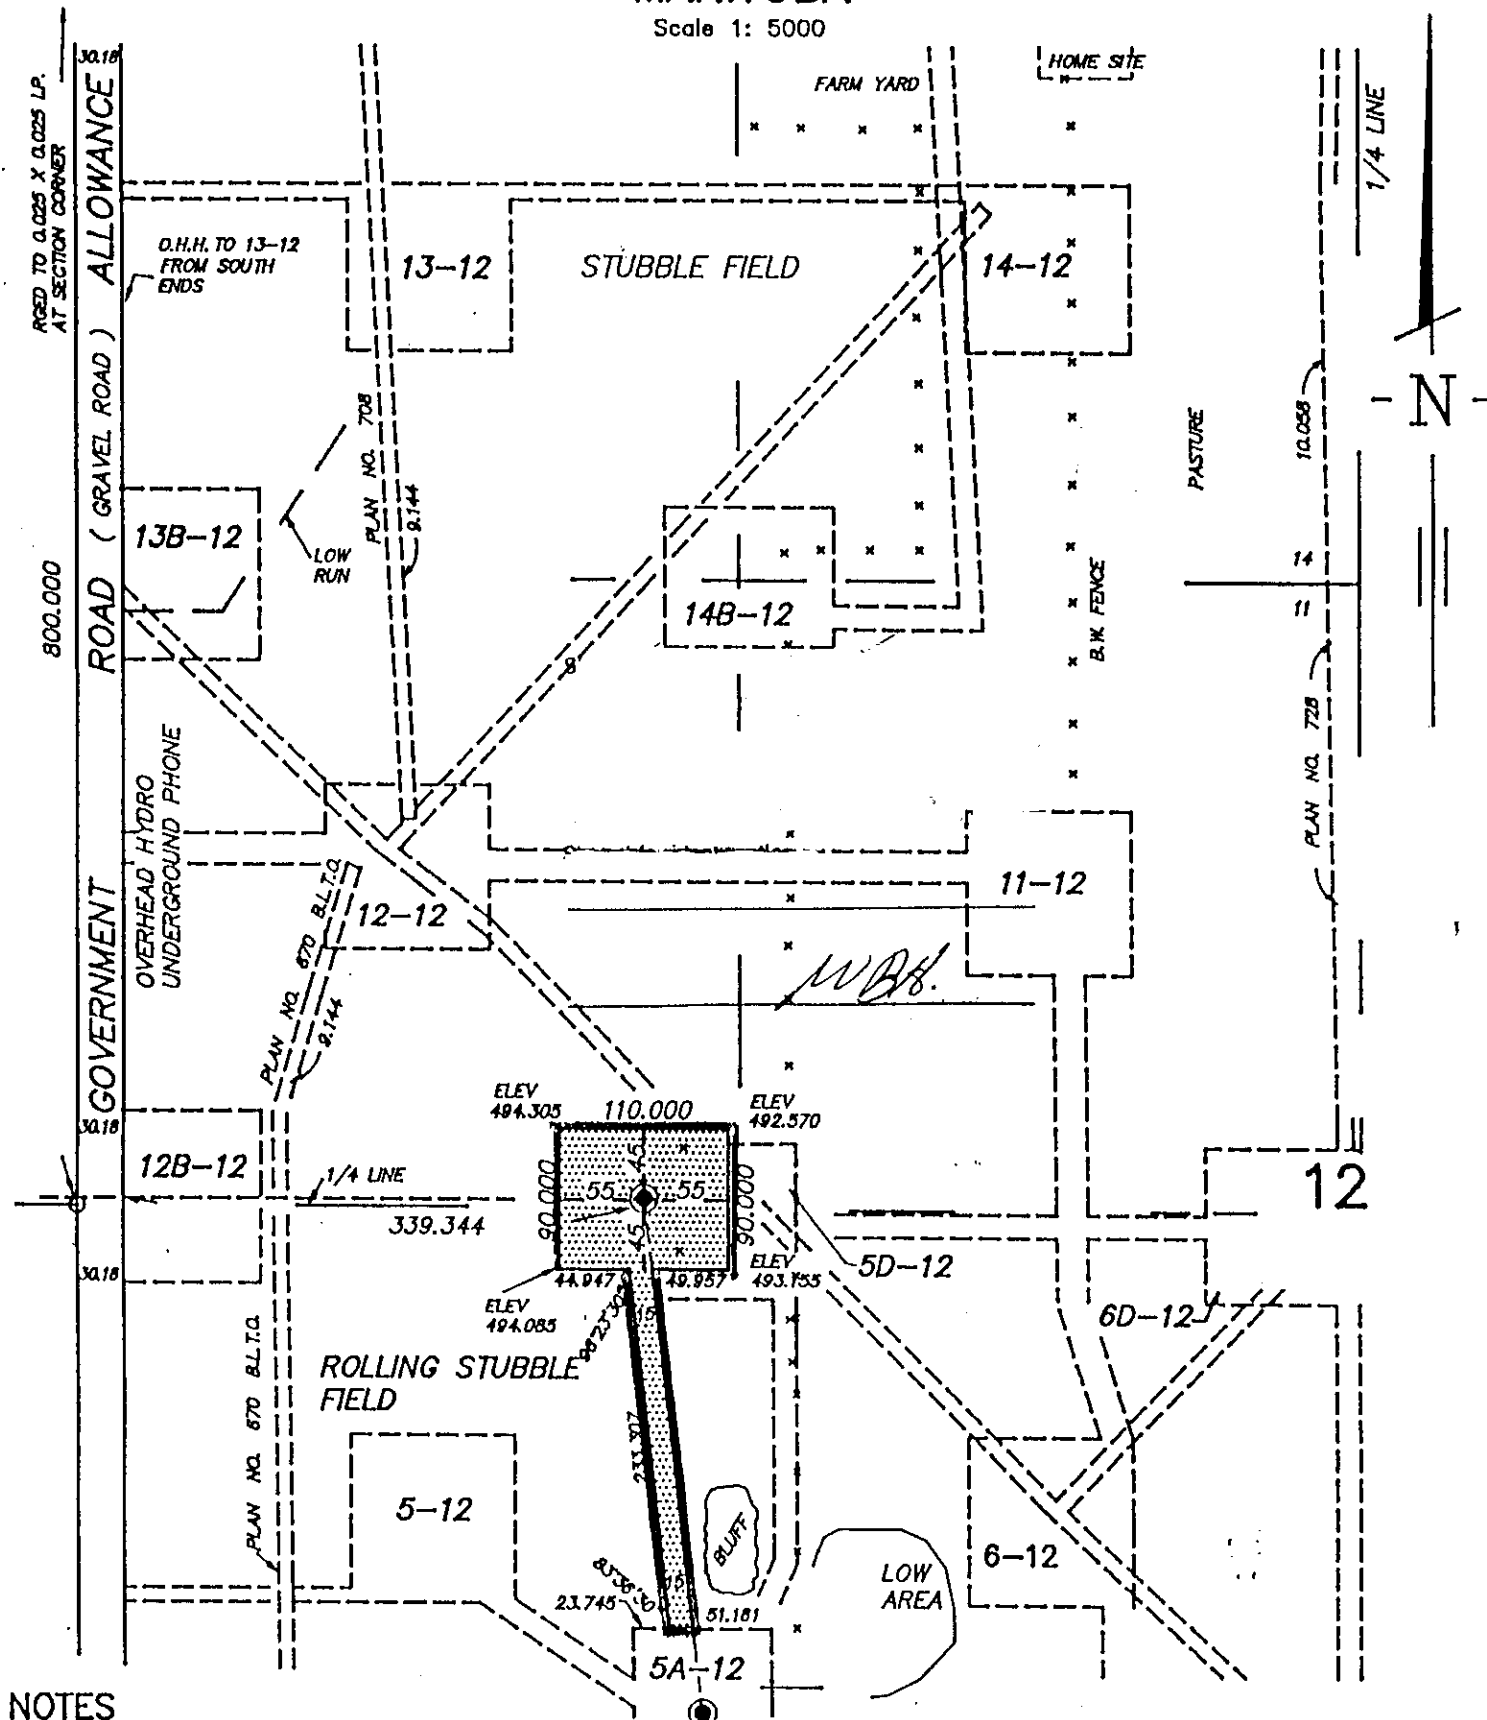 Scale 1: 5000
30.18
RGED TO 0.025 X 0.025 I.P.
AT SECTION CORNER
HOME SITE
FARM YARD
1/4 LINE
O.H.H. TO 13-12
FROM SOUTH
ENDS
13-12
STUBBLE FIELD
14-12
N
PLAN NO. 708
9.144
10.058
PASTURE
13B-12
LOW
RUN
800.000
GOVERNMENT ROAD ( GRAVEL ROAD ) ALLOWANCE
14
11
14B-12
B.W. FENCE
8
PLAN NO. 728
OVERHEAD HYDRO
UNDERGROUND PHONE
PLAN NO. 670 B.L.T.O.
9.144
12-12
11-12
ELEV
494.305
110.000
ELEV
492.570
30.18
12B-12
1/4 LINE
339.344
90.000
45
55
55
45
90.000
12
5D-12
30.18
44.947
49.957
ELEV
493.155
ELEV
494.085
96°23'50"
15
6D-12
ROLLING STUBBLE
FIELD
233.307
PLAN NO. 670 B.L.T.O.
5-12
BLUFF
6-12
LOW
AREA
15
23.745
51.181
5A-12
NOTES